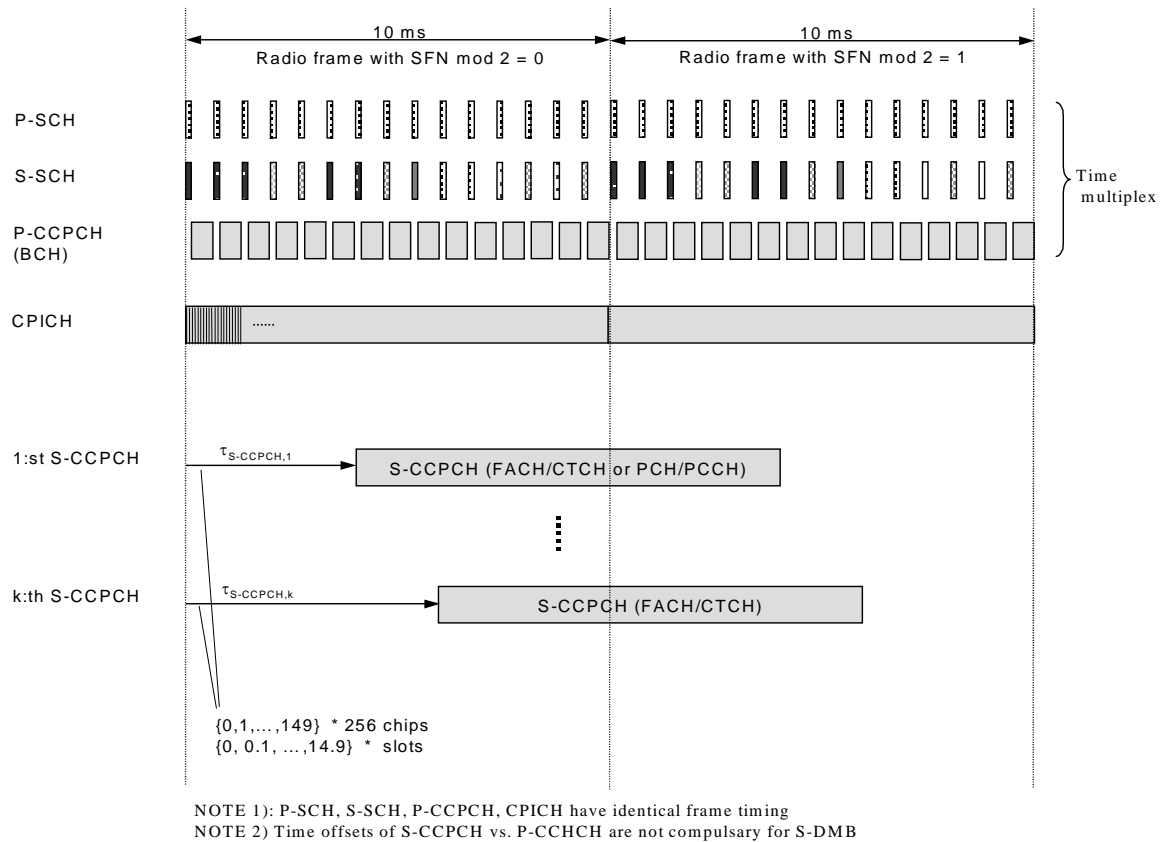 10 ms
10 ms
Radio frame with SFN mod 2 = 0
Radio frame with SFN mod 2 = 1
P-SCH
S-SCH
Time
multiplex
P-CCPCH
(BCH)
CPICH
......
1:st S-CCPCH
τS-CCPCH,1
S-CCPCH (FACH/CTCH or PCH/PCCH)
k:th S-CCPCH
τS-CCPCH,k
S-CCPCH (FACH/CTCH)
{0,1,...,149} * 256 chips
{0, 0.1, ...,14.9} * slots
NOTE 1): P-SCH, S-SCH, P-CCPCH, CPICH have identical frame timing
NOTE 2) Time offsets of S-CCPCH vs. P-CCHCH are not compulsary for S-DMB